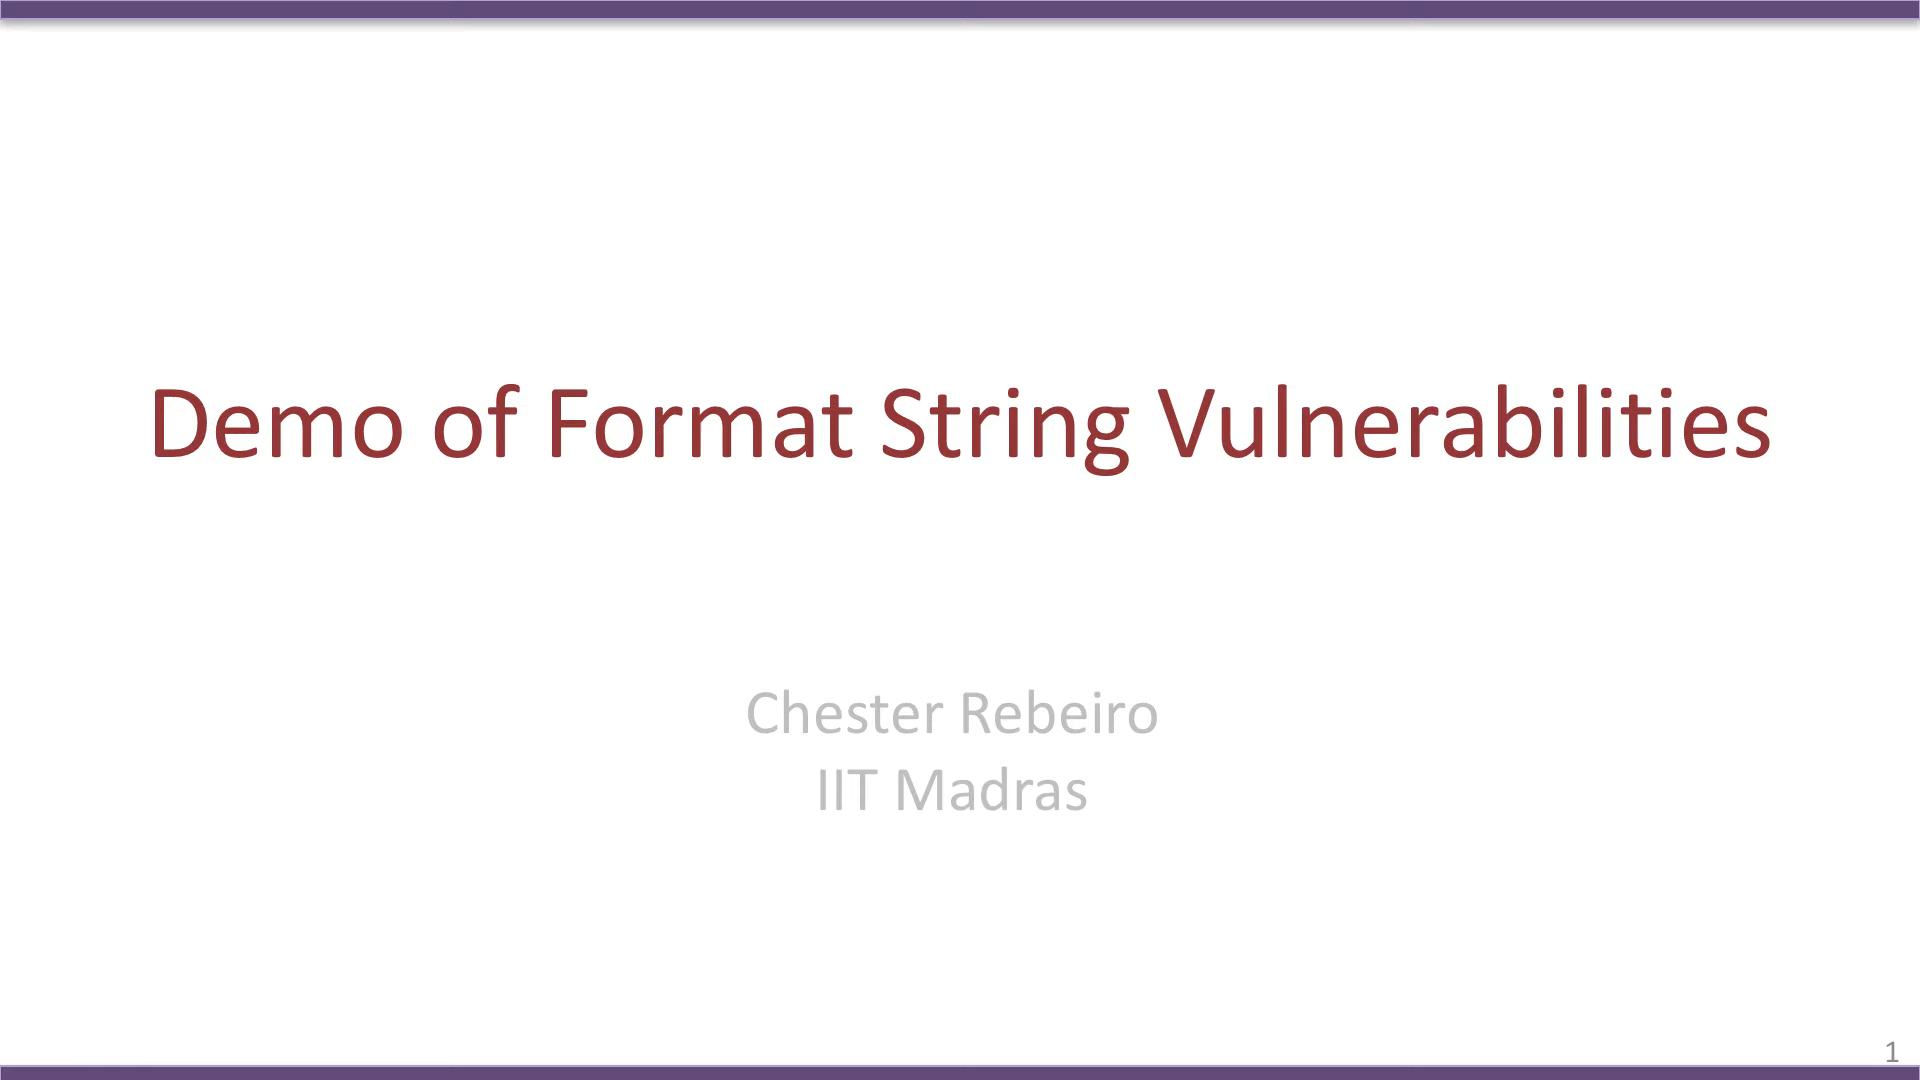 Demo of Format String Vulnerabilities
Chester Rebeiro
IIT Madras
1